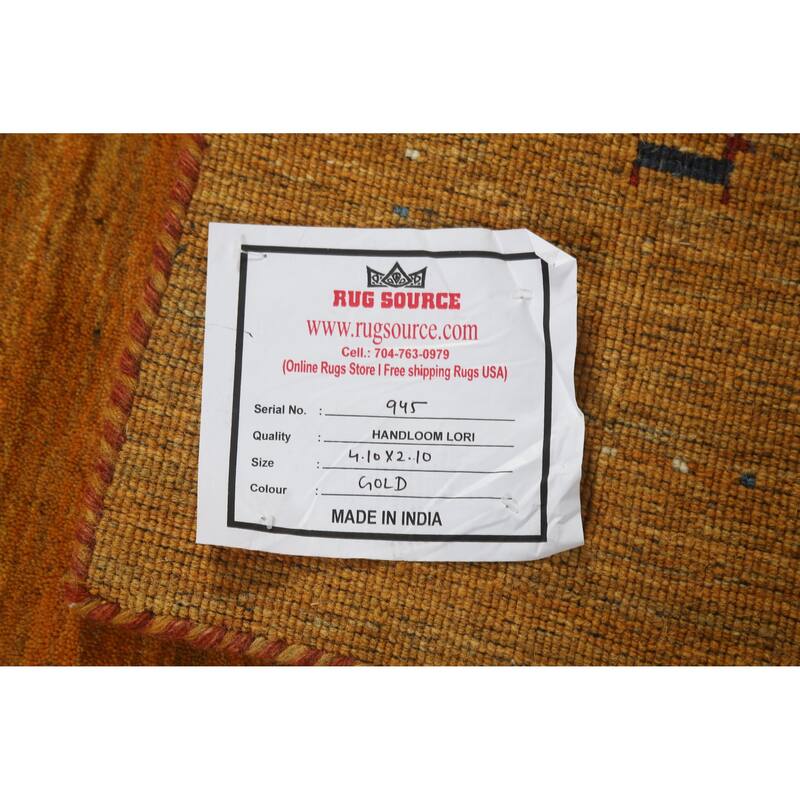 RUG SOURCE
www.rugsource.com
Cell.: 704-763-0979
(Online Rugs Store I Free shipping Rugs USA)
Serial No. : 945
Quality : HANDLOOM LORI
Size : 4.10X2.10
Colour : GOLD
MADE IN INDIA